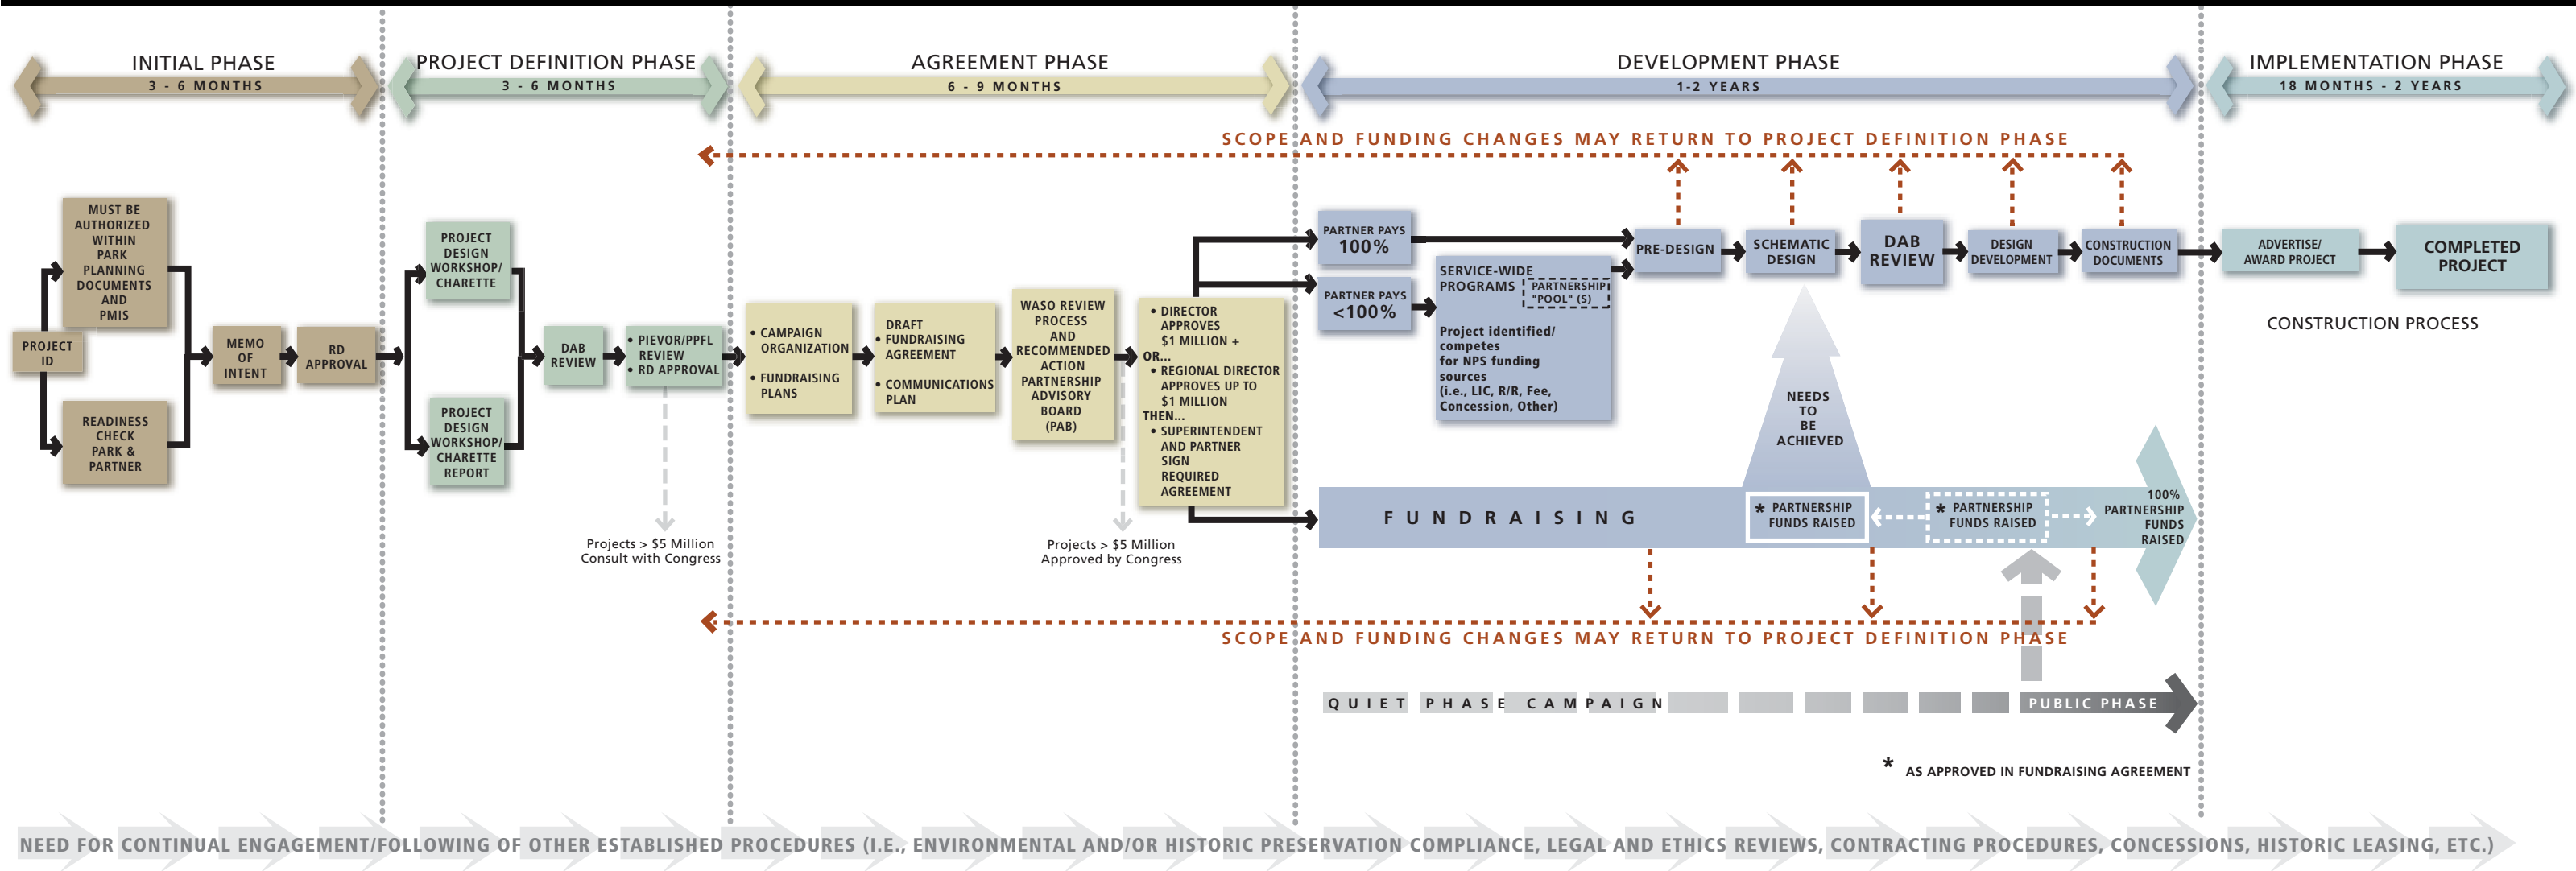 INITIAL PHASE
3 - 6 MONTHS
PROJECT DEFINITION PHASE
3 - 6 MONTHS
AGREEMENT PHASE
6 - 9 MONTHS
DEVELOPMENT PHASE
1-2 YEARS
IMPLEMENTATION PHASE
18 MONTHS - 2 YEARS
SCOPE AND FUNDING CHANGES MAY RETURN TO PROJECT DEFINITION PHASE
PROJECT
ID
MUST BE
AUTHORIZED
WITHIN
PARK
PLANNING
DOCUMENTS
AND
PMIS
READINESS
CHECK
PARK &
PARTNER
MEMO
OF
INTENT
RD
APPROVAL
PROJECT
DESIGN
WORKSHOP/
CHARETTE
PROJECT
DESIGN
WORKSHOP/
CHARETTE
REPORT
DAB
REVIEW
• PIEVOR/PPFL
REVIEW
• RD APPROVAL
Projects > $5 Million
Consult with Congress
• CAMPAIGN
ORGANIZATION
• FUNDRAISING
PLANS
DRAFT
• FUNDRAISING
AGREEMENT
• COMMUNICATIONS
PLAN
WASO REVIEW
PROCESS
AND
RECOMMENDED
ACTION
PARTNERSHIP
ADVISORY
BOARD
(PAB)
Projects > $5 Million
Approved by Congress
• DIRECTOR
APPROVES
$1 MILLION +
OR...
• REGIONAL DIRECTOR
APPROVES UP TO
$1 MILLION
THEN...
• SUPERINTENDENT
AND PARTNER
SIGN
REQUIRED
AGREEMENT
PARTNER PAYS
100%
PARTNER PAYS
<100%
SERVICE-WIDE
PROGRAMS
PARTNERSHIP
"POOL" (S)
Project identified/
competes
for NPS funding
sources
(i.e., LIC, R/R, Fee,
Concession, Other)
PRE-DESIGN
SCHEMATIC
DESIGN
DAB
REVIEW
DESIGN
DEVELOPMENT
CONSTRUCTION
DOCUMENTS
ADVERTISE/
AWARD PROJECT
COMPLETED
PROJECT
CONSTRUCTION PROCESS
NEEDS
TO
BE
ACHIEVED
FUNDRAISING
* PARTNERSHIP
FUNDS RAISED
* PARTNERSHIP
FUNDS RAISED
100%
PARTNERSHIP
FUNDS
RAISED
SCOPE AND FUNDING CHANGES MAY RETURN TO PROJECT DEFINITION PHASE
QUIET PHASE CAMPAIGN
PUBLIC PHASE
* AS APPROVED IN FUNDRAISING AGREEMENT
NEED FOR CONTINUAL ENGAGEMENT/FOLLOWING OF OTHER ESTABLISHED PROCEDURES (I.E., ENVIRONMENTAL AND/OR HISTORIC PRESERVATION COMPLIANCE, LEGAL AND ETHICS REVIEWS, CONTRACTING PROCEDURES, CONCESSIONS, HISTORIC LEASING, ETC.)